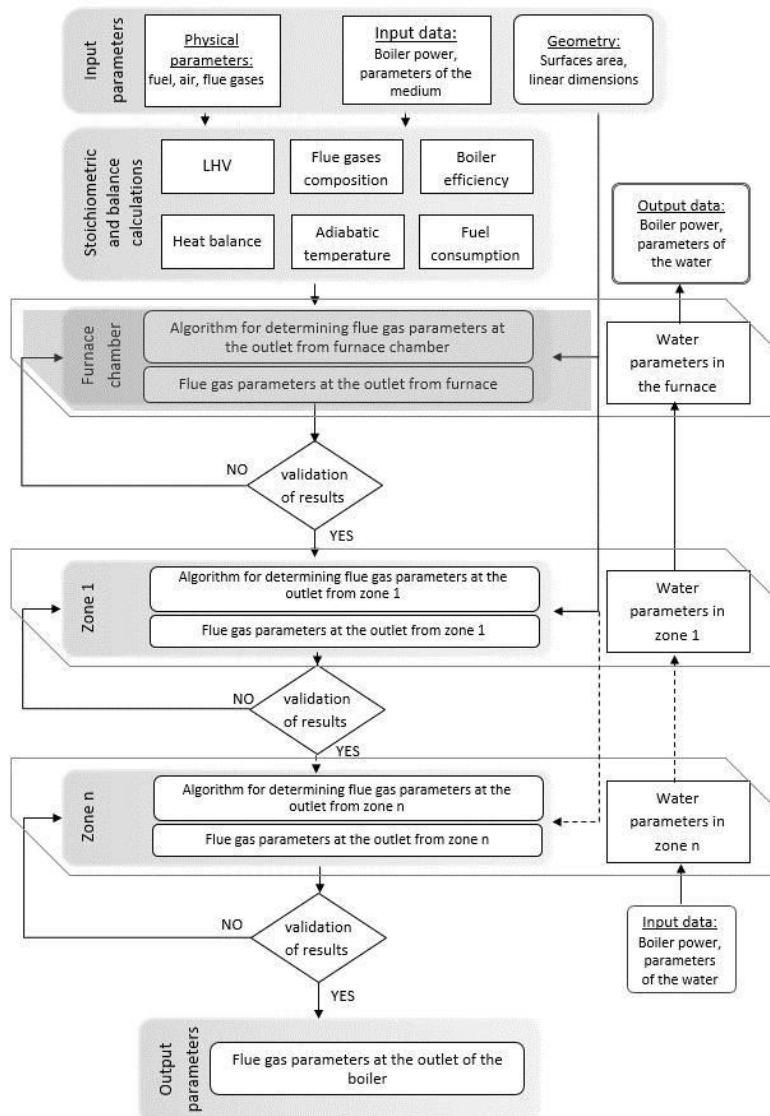 Input
parameters
Physical
parameters:
fuel, air, flue gases
Input data:
Boiler power,
parameters of the
medium
Geometry:
Surfaces area,
linear dimensions
Stoichiometric
and balance
calculations
LHV
Flue gases
composition
Boiler
efficiency
Heat balance
Adiabatic
temperature
Fuel
consumption
Output data:
Boiler power,
parameters of
the water
Furnace
chamber
Algorithm for determining flue gas parameters at
the outlet from furnace chamber
Flue gas parameters at the outlet from furnace
Water
parameters in
the furnace
NO
validation
of results
YES
Zone 1
Algorithm for determining flue gas parameters at the
outlet from zone 1
Flue gas parameters at the outlet from zone 1
Water
parameters in
zone 1
NO
validation
of results
YES
Zone n
Algorithm for determining flue gas parameters at the
outlet from zone n
Flue gas parameters at the outlet from zone n
Water
parameters in
zone n
NO
validation
of results
YES
Input data:
Boiler power,
parameters
of the water
Output
parameters
Flue gas parameters at the outlet of the
boiler